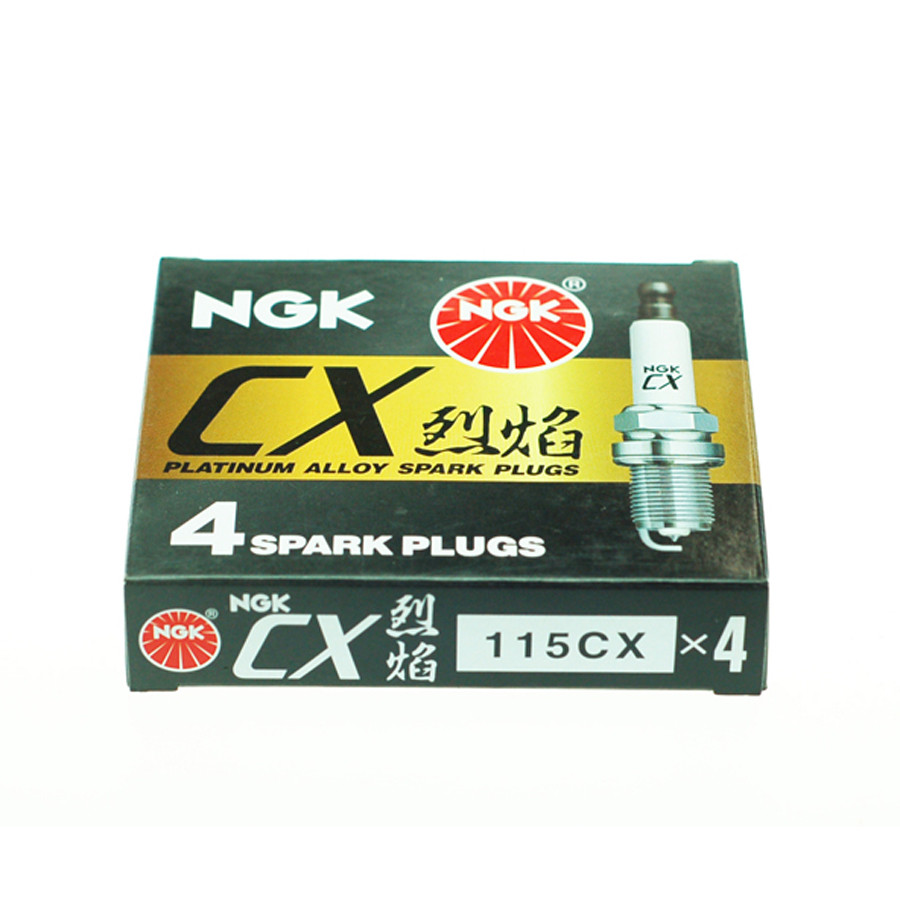 NGK
NGK ®
CX 烈焰
NGK
CX
PLATINUM ALLOY SPARK PLUGS
4 SPARK PLUGS
NGK ®
NGK
CX 烈焰
115CX ×4